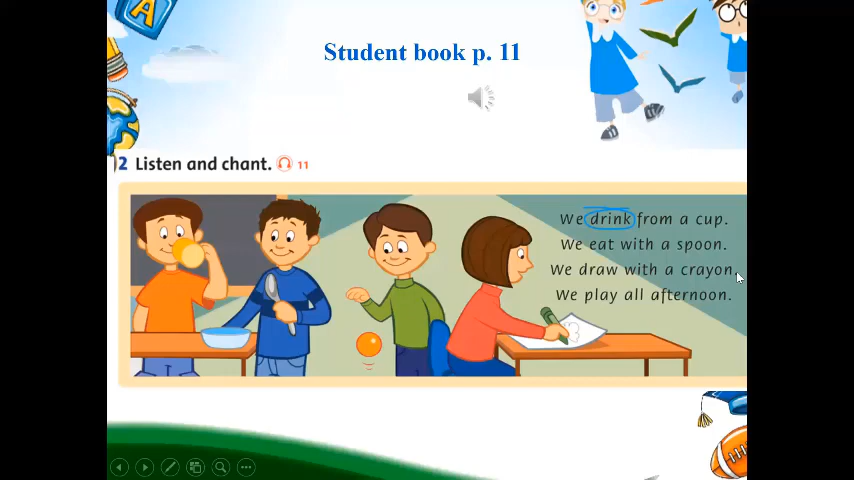 A
Student book p. 11
2 Listen and chant. 11
We drink from a cup.
We eat with a spoon.
We draw with a crayon.
We play all afternoon.